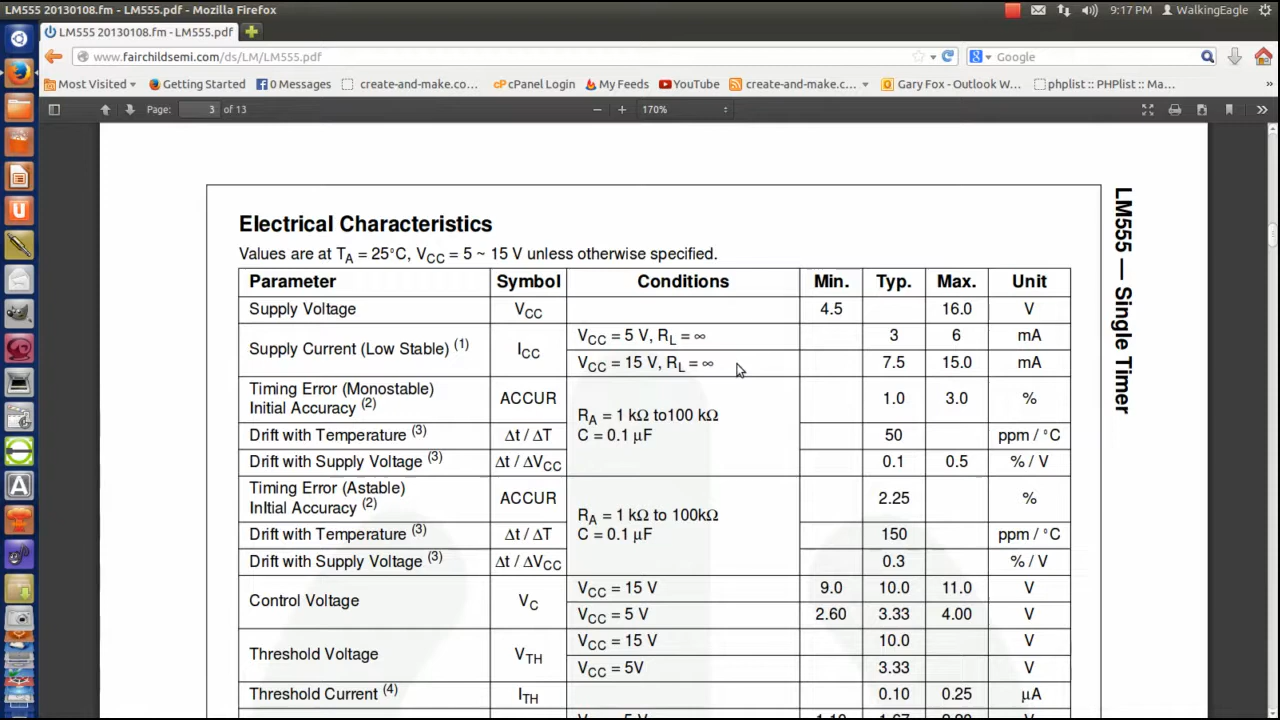 LM555 20130108.fm - LM555.pdf - Mozilla Firefox
9:17 PM
WalkingEagle
LM555 20130108.fm - LM555.pdf
www.fairchildsemi.com/ds/LM/LM555.pdf
Google
Most Visited
Getting Started
0 Messages
create-and-make.co...
cPanel Login
My Feeds
YouTube
create-and-make.c...
Gary Fox - Outlook W...
phplist :: PHPlist :: Ma...
Page: 3 of 13
170%
LM555 — Single Timer
Electrical Characteristics
Values are at TA = 25°C, VCC = 5 ~ 15 V unless otherwise specified.
Parameter Symbol Conditions Min. Typ. Max. Unit
Supply Voltage VCC 4.5 16.0 V
Supply Current (Low Stable) (1) ICC
VCC = 5 V, RL = ∞ 3 6 mA
VCC = 15 V, RL = ∞ 7.5 15.0 mA
Timing Error (Monostable)
Initial Accuracy (2) ACCUR 1.0 3.0 %
RA = 1 kΩ to100 kΩ
C = 0.1 μF
Drift with Temperature (3) Δt / ΔT 50 ppm / °C
Drift with Supply Voltage (3) Δt / ΔVCC 0.1 0.5 % / V
Timing Error (Astable)
InItial Accuracy (2) ACCUR 2.25 %
RA = 1 kΩ to 100kΩ
C = 0.1 μF
Drift with Temperature (3) Δt / ΔT 150 ppm / °C
Drift with Supply Voltage (3) Δt / ΔVCC 0.3 % / V
Control Voltage VC
VCC = 15 V 9.0 10.0 11.0 V
VCC = 5 V 2.60 3.33 4.00 V
Threshold Voltage VTH
VCC = 15 V 10.0 V
VCC = 5V 3.33 V
Threshold Current (4) ITH 0.10 0.25 μA